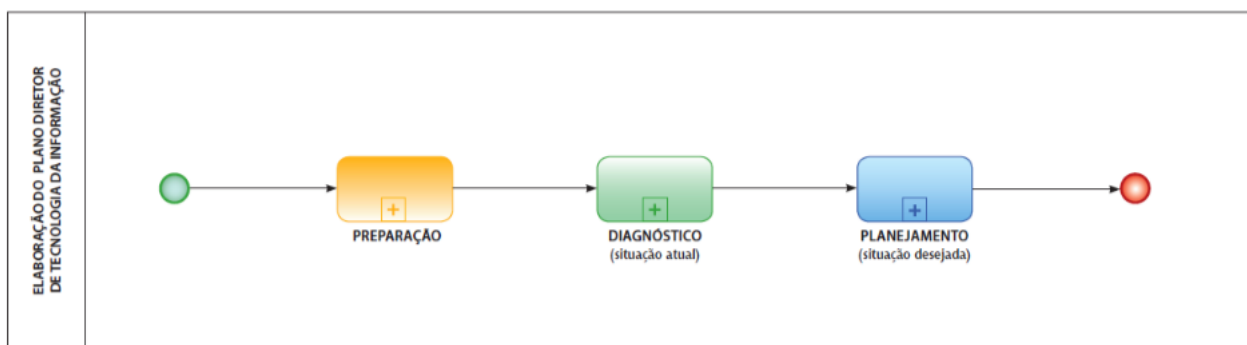 ELABORAÇÃO DO PLANO DIRETOR
DE TECNOLOGIA DA INFORMAÇÃO
PREPARAÇÃO
DIAGNÓSTICO
(situação atual)
PLANEJAMENTO
(situação desejada)